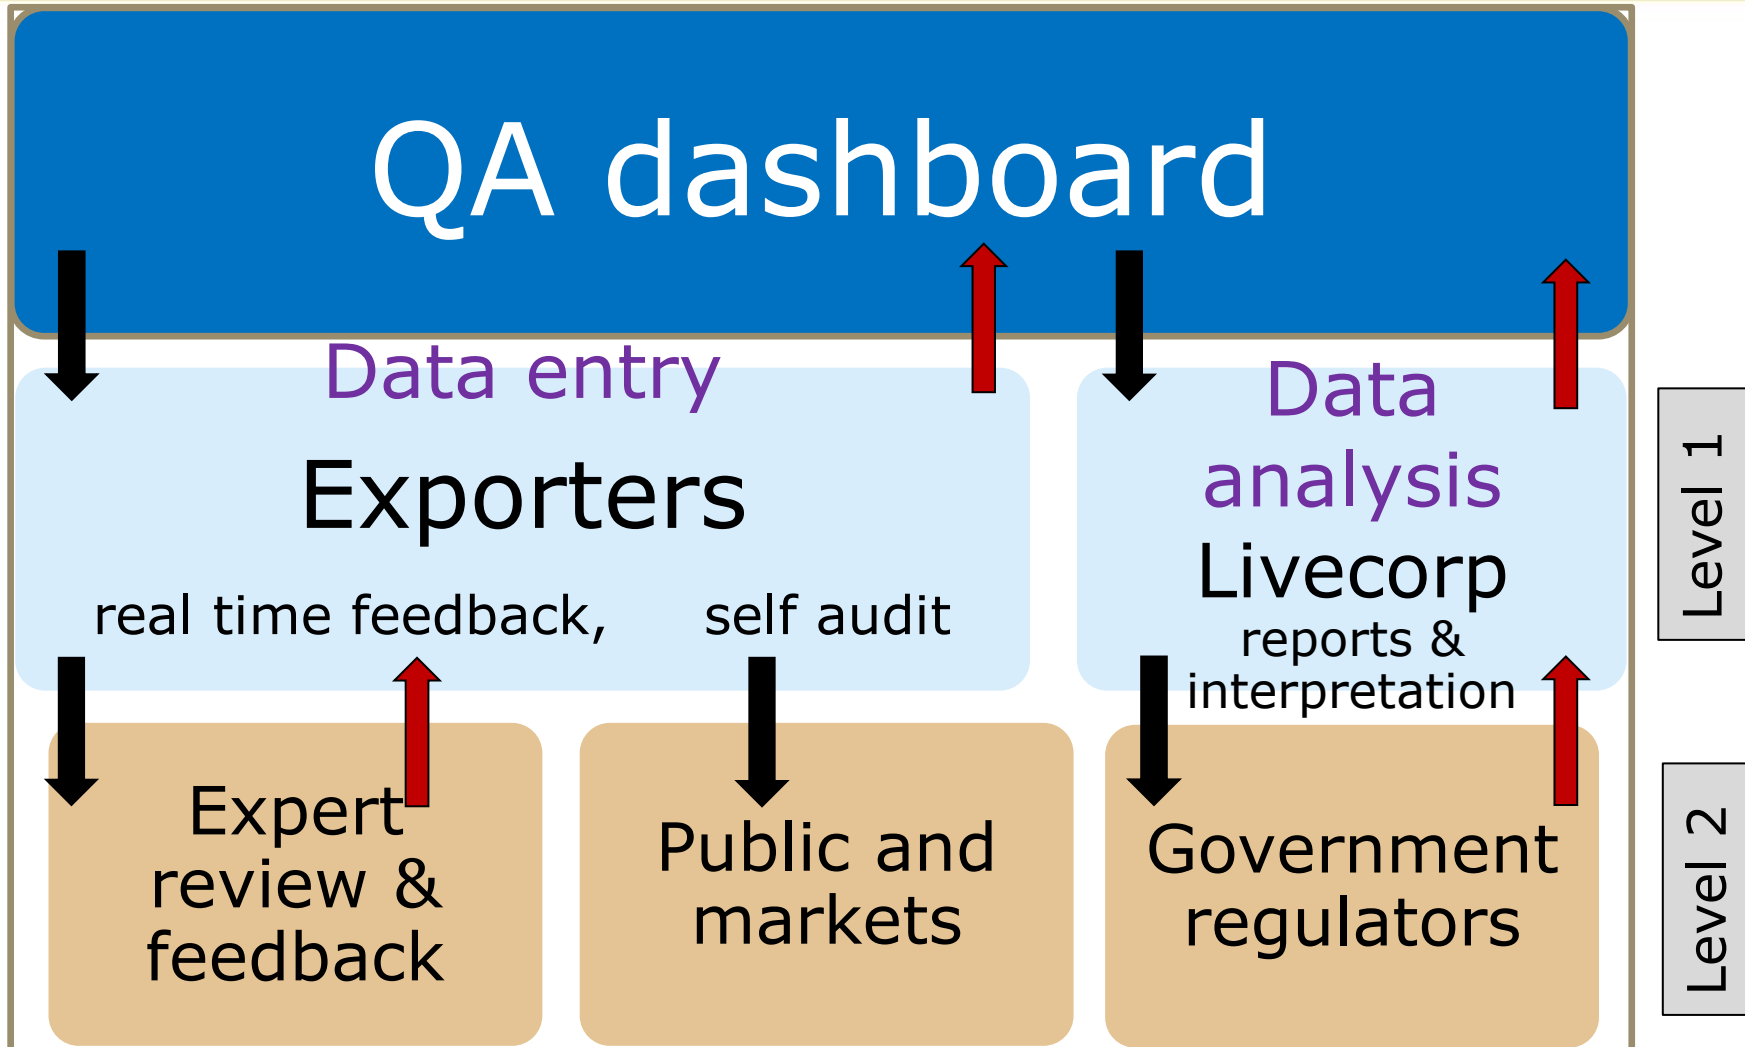 QA dashboard
Data entry
Exporters
real time feedback, self audit
Data
analysis
Livecorp
reports &
interpretation
Level 1
Expert
review &
feedback
Public and
markets
Government
regulators
Level 2